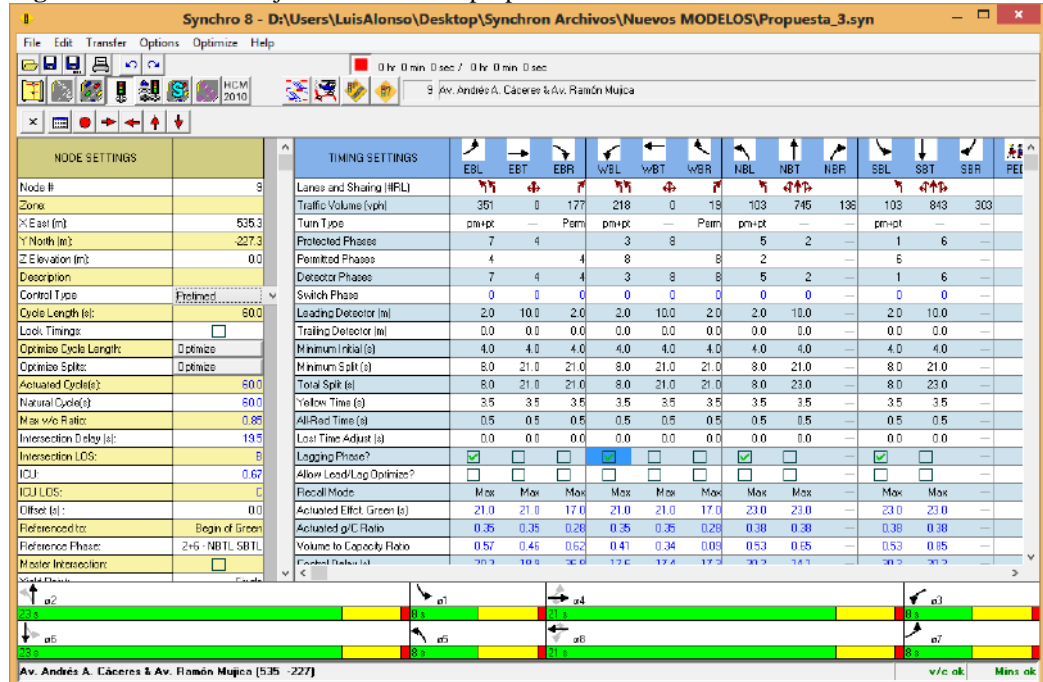 Synchro 8 - D:\Users\LuisAlonso\Desktop\Synchron Archivos\Nuevos MODELOS\Propuesta_3.syn
File Edit Transfer Options Optimize Help
0 hr 0 min 0 sec / 0 hr 0 min 0 sec
HCM 2010
9 Av. Andrés A. Cáceres & Av. Ramón Mujica
NODE SETTINGS
Node # 9
Zone:
X East (m): 535.3
Y North (m): -227.3
Z Elevation (m): 0.0
Description
Control Type Pretimed
Cycle Length (s): 60.0
Lock Timings:
Optimize Cycle Length: Optimize
Optimize Splits: Optimize
Actuated Cycle(s): 60.0
Natural Cycle(s): 60.0
Max v/c Ratio: 0.85
Intersection Delay (s): 19.5
Intersection LOS: B
ICU: 0.67
ICU LOS: C
Offset (s) : 0.0
Referenced to: Begin of Green
Reference Phase: 2+6 - NBTL SBTL
Master Intersection:
TIMING SETTINGS EBL EBT EBR WBL WBT WBR NBL NBT NBR SBL SBT SBR PED
Lanes and Sharing (#RL)
Traffic Volume (vph) 351 0 177 218 0 19 103 745 136 103 843 303
Turn Type pm+pt — Perm pm+pt — Perm pm+pt — — pm+pt — —
Protected Phases 7 4 3 8 5 2 — 1 6 —
Permitted Phases 4 4 8 8 2 — 6 —
Detector Phases 7 4 4 3 8 8 5 2 — 1 6 —
Switch Phase 0 0 0 0 0 0 0 0 — 0 0 —
Leading Detector (m) 2.0 10.0 2.0 2.0 10.0 2.0 2.0 10.0 — 2.0 10.0 —
Trailing Detector (m) 0.0 0.0 0.0 0.0 0.0 0.0 0.0 0.0 — 0.0 0.0 —
Minimum Initial (s) 4.0 4.0 4.0 4.0 4.0 4.0 4.0 4.0 — 4.0 4.0 —
Minimum Split (s) 8.0 21.0 21.0 8.0 21.0 21.0 8.0 21.0 — 8.0 21.0 —
Total Split (s) 8.0 21.0 21.0 8.0 21.0 21.0 8.0 23.0 — 8.0 23.0 —
Yellow Time (s) 3.5 3.5 3.5 3.5 3.5 3.5 3.5 3.5 — 3.5 3.5 —
All-Red Time (s) 0.5 0.5 0.5 0.5 0.5 0.5 0.5 0.5 — 0.5 0.5 —
Lost Time Adjust (s) 0.0 0.0 0.0 0.0 0.0 0.0 0.0 0.0 — 0.0 0.0 —
Lagging Phase?
Allow Lead/Lag Optimize?
Recall Mode Max Max Max Max Max Max Max Max — Max Max —
Actuated Effct. Green (s) 21.0 21.0 17.0 21.0 21.0 17.0 23.0 23.0 — 23.0 23.0 —
Actuated g/C Ratio 0.35 0.35 0.28 0.35 0.35 0.28 0.38 0.38 — 0.38 0.38 —
Volume to Capacity Ratio 0.57 0.46 0.62 0.41 0.34 0.09 0.53 0.65 — 0.53 0.85 —
ø2 ø1 ø4 ø3
23 s 8 s 21 s 8 s
ø6 ø5 ø8 ø7
23 s 8 s 21 s 8 s
Av. Andrés A. Cáceres & Av. Ramón Mujica (535 -227) v/c ok Mins ok